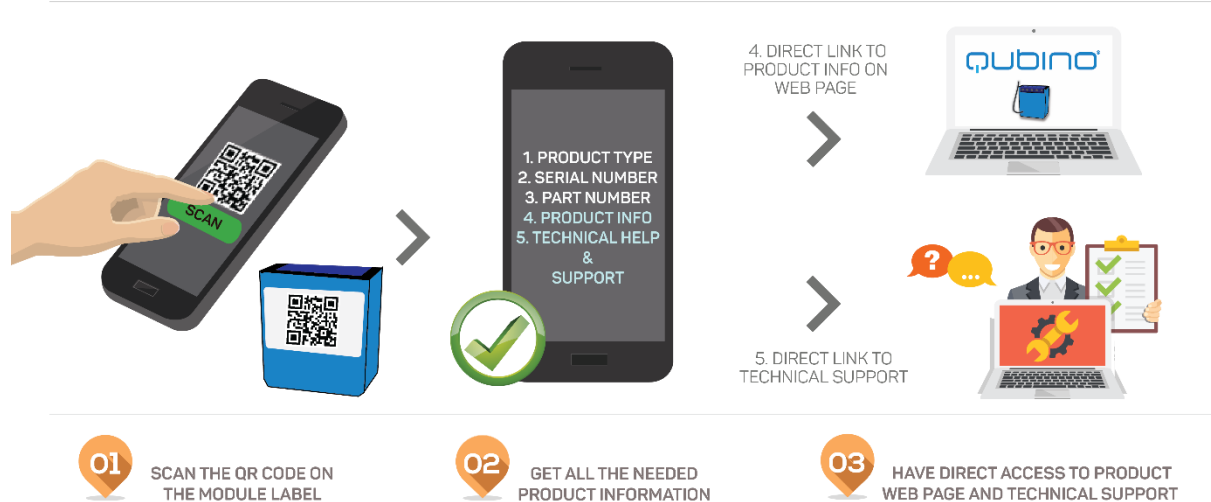 SCAN
1. PRODUCT TYPE
2. SERIAL NUMBER
3. PART NUMBER
4. PRODUCT INFO
5. TECHNICAL HELP
&
SUPPORT
4. DIRECT LINK TO
PRODUCT INFO ON
WEB PAGE
QUBINO®
?
...
5. DIRECT LINK TO
TECHNICAL SUPPORT
01
SCAN THE QR CODE ON
THE MODULE LABEL
02
GET ALL THE NEEDED
PRODUCT INFORMATION
03
HAVE DIRECT ACCESS TO PRODUCT
WEB PAGE AND TECHNICAL SUPPORT